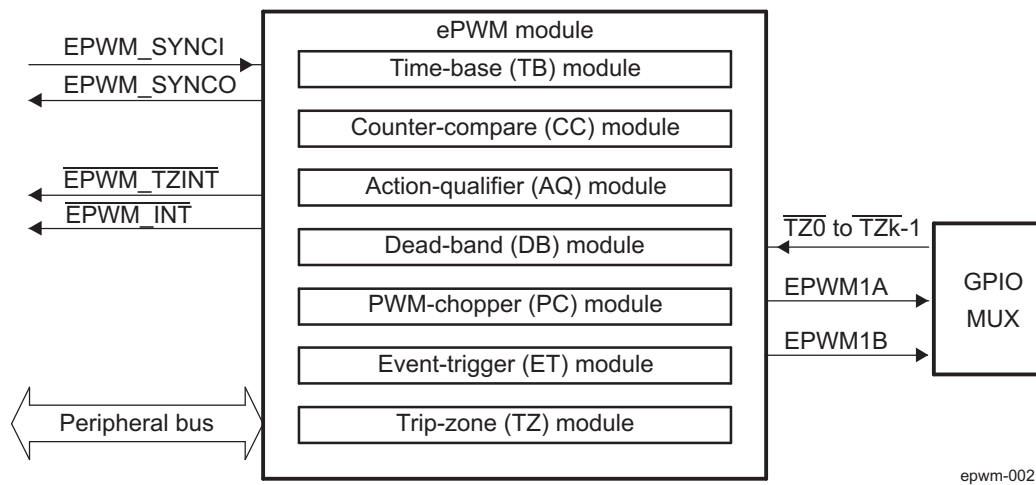 ePWM module
EPWM_SYNCI
Time-base (TB) module
EPWM_SYNCO
Counter-compare (CC) module
EPWM_TZINT
Action-qualifier (AQ) module
EPWM_INT
Dead-band (DB) module
TZ0 to TZk-1
PWM-chopper (PC) module
EPWM1A
GPIO
MUX
Event-trigger (ET) module
EPWM1B
Peripheral bus
Trip-zone (TZ) module
epwm-002